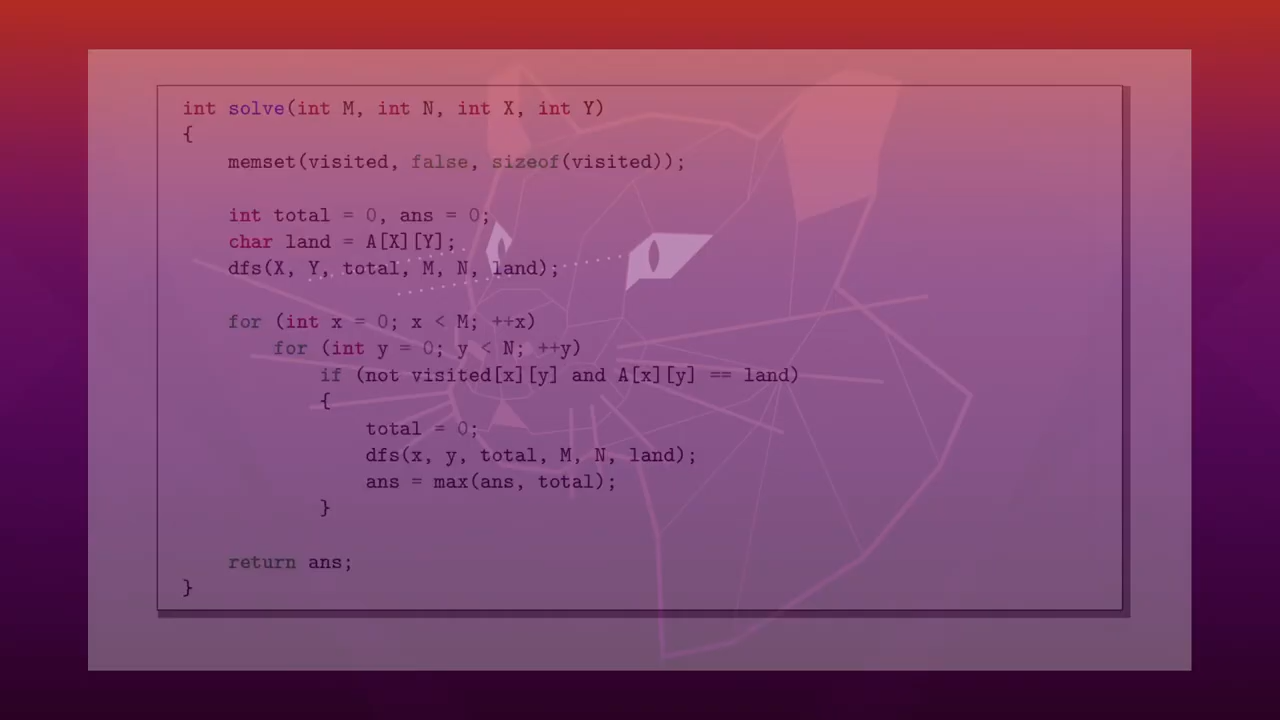 int solve(int M, int N, int X, int Y)
{
    memset(visited, false, sizeof(visited));
    int total = 0, ans = 0;
    char land = A[X][Y];
    dfs(X, Y, total, M, N, land);
    for (int x = 0; x < M; ++x)
        for (int y = 0; y < N; ++y)
            if (not visited[x][y] and A[x][y] == land)
            {
                total = 0;
                dfs(x, y, total, M, N, land);
                ans = max(ans, total);
            }
    return ans;
}